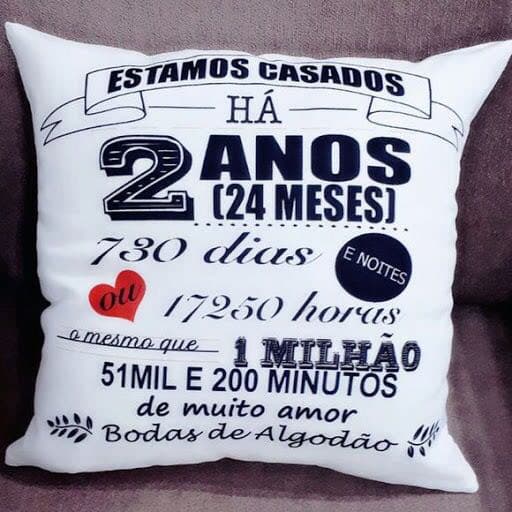 ESTAMOS CASADOS
HÁ
2 ANOS
(24 MESES)
730 dias
E NOITES
ou
17250 horas
o mesmo que 1 MILHÃO
51MIL E 200 MINUTOS
de muito amor
Bodas de Algodão